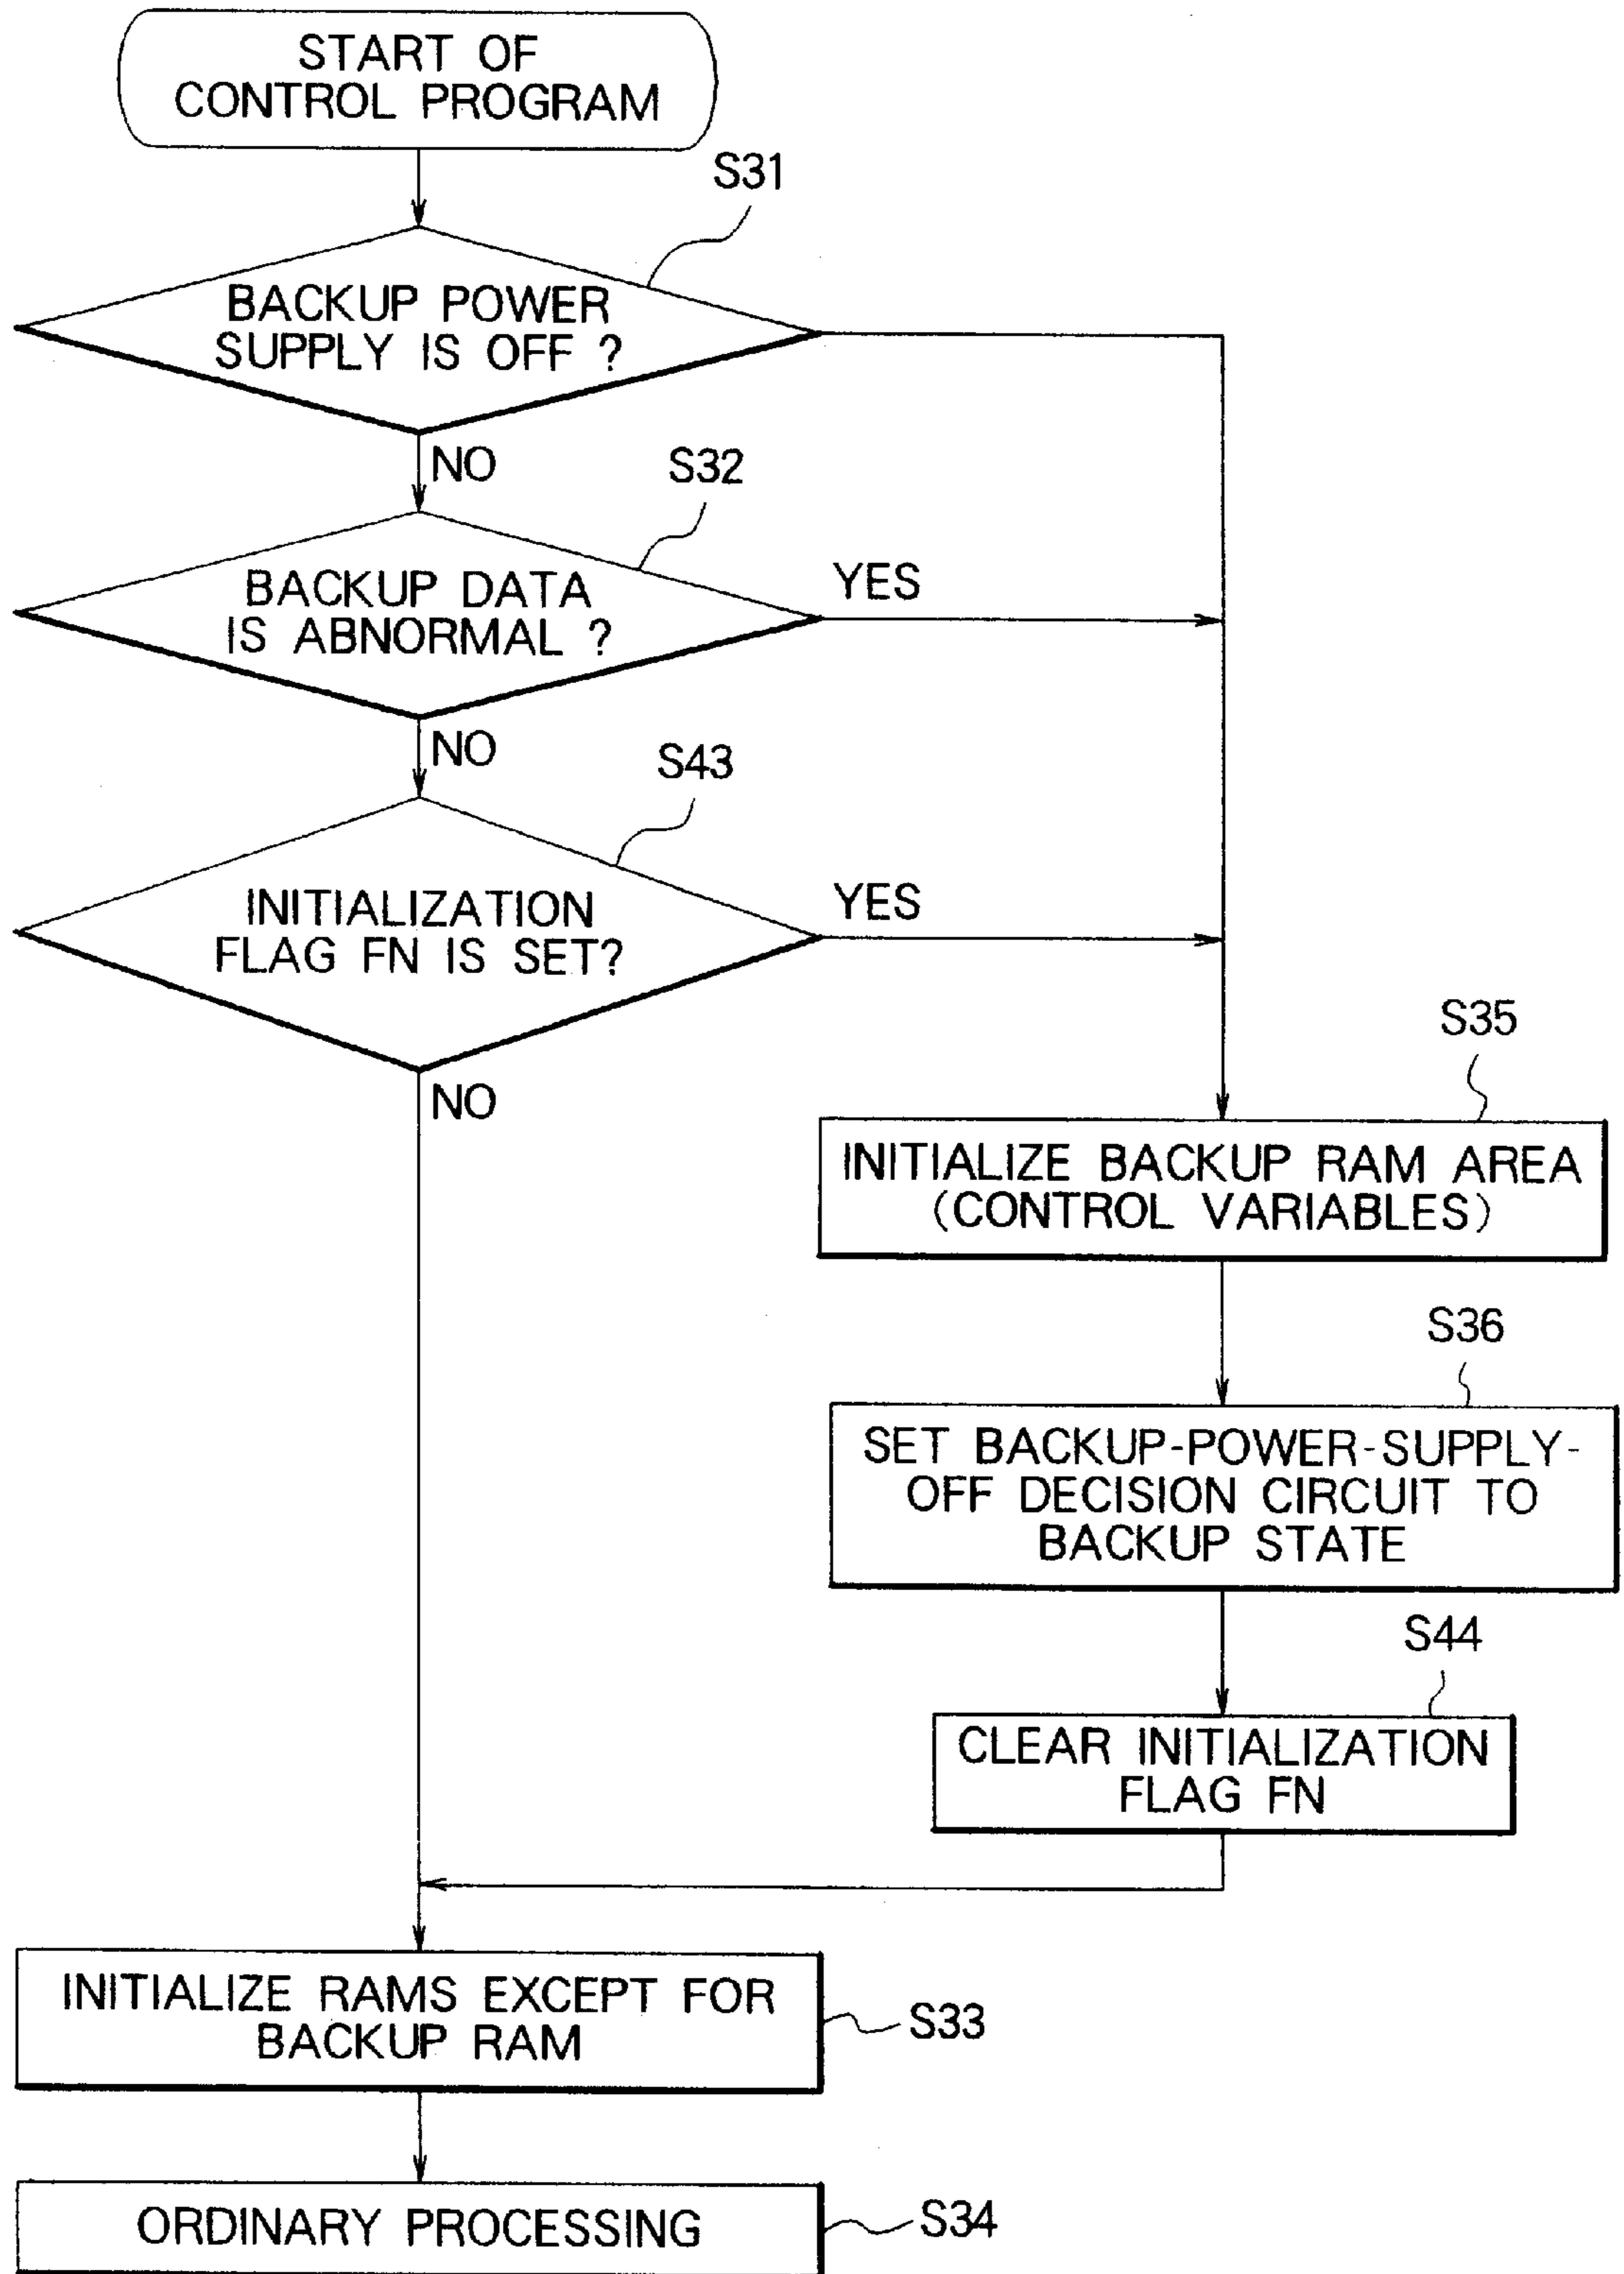 START OF
CONTROL PROGRAM
S31
BACKUP POWER
SUPPLY IS OFF ?
NO
S32
BACKUP DATA
IS ABNORMAL ?
YES
NO
S43
INITIALIZATION
FLAG FN IS SET?
YES
NO
S35
INITIALIZE BACKUP RAM AREA
(CONTROL VARIABLES)
S36
SET BACKUP-POWER-SUPPLY-
OFF DECISION CIRCUIT TO
BACKUP STATE
S44
CLEAR INITIALIZATION
FLAG FN
INITIALIZE RAMS EXCEPT FOR
BACKUP RAM
S33
ORDINARY PROCESSING
S34